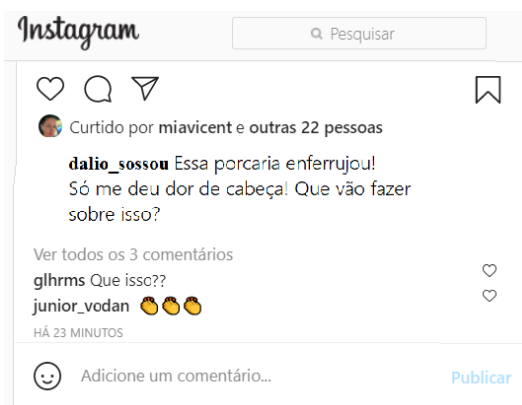 Instagram
Pesquisar
Curtido por miavicent e outras 22 pessoas
dalio_sossou Essa porcaria enferrujou!
Só me deu dor de cabeça! Que vão fazer
sobre isso?
Ver todos os 3 comentários
glhrms Que isso??
junior_vodan 👏👏👏
HÁ 23 MINUTOS
Adicione um comentário... Publicar